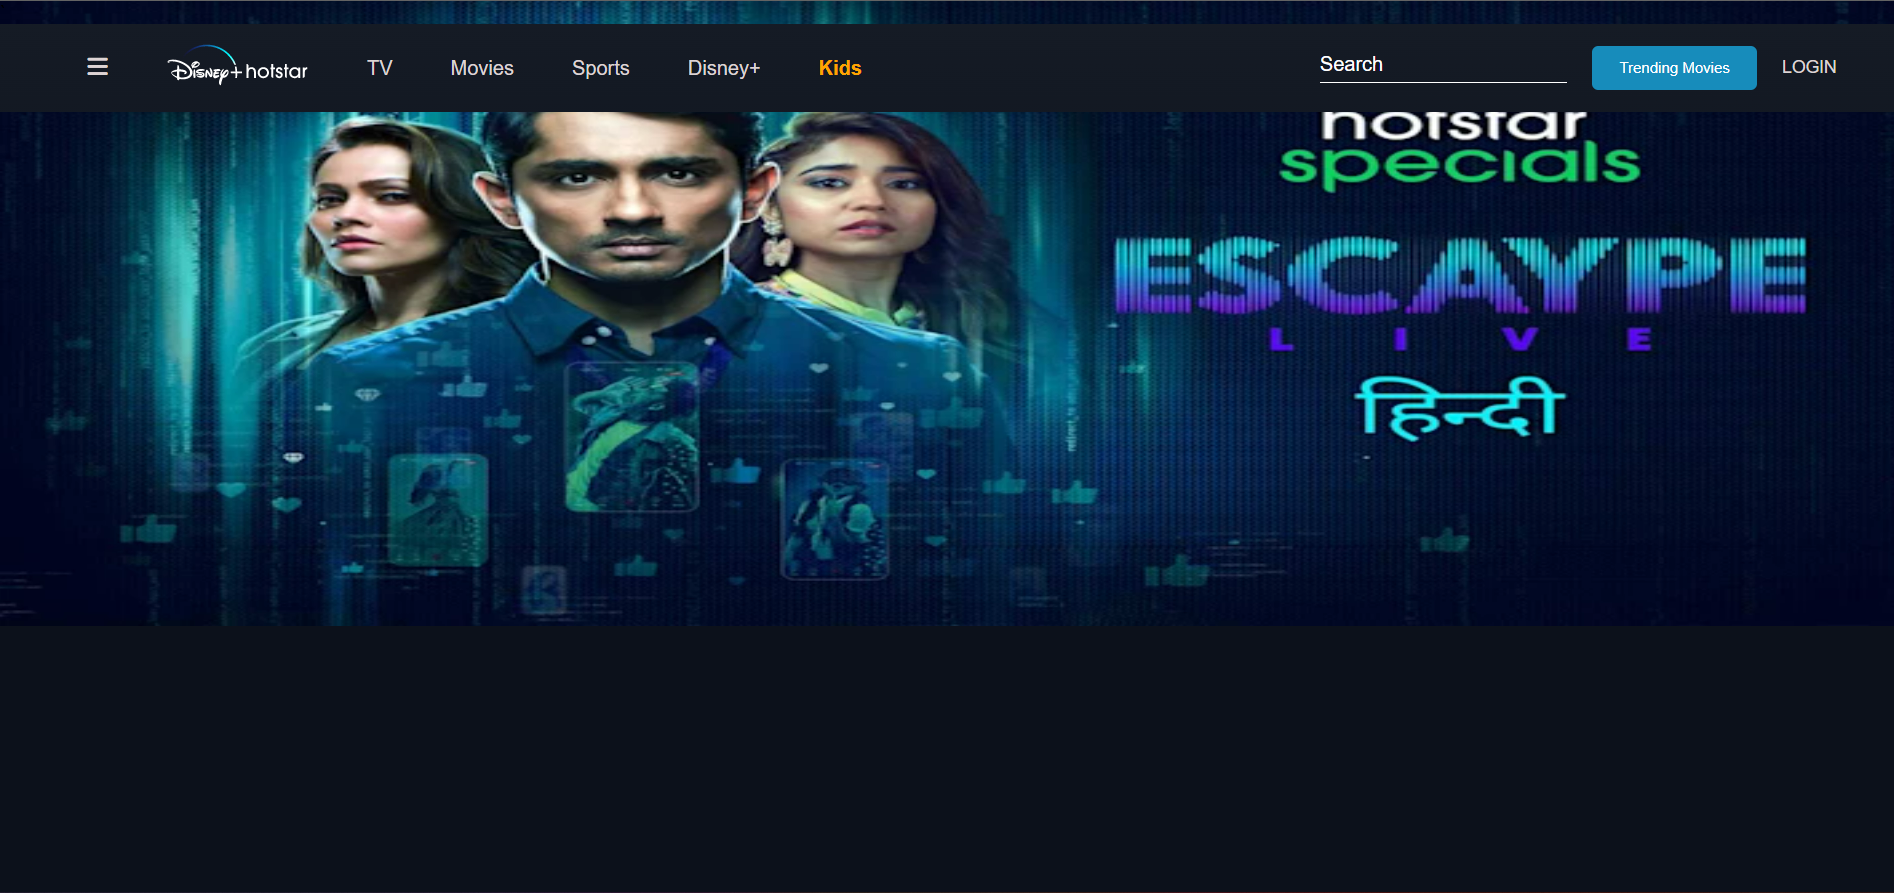 Disney+ hotstar
TV
Movies
Sports
Disney+
Kids
Search
Trending Movies
LOGIN
hotstar
specials
ESCAYPE
LIVE
हिन्दी